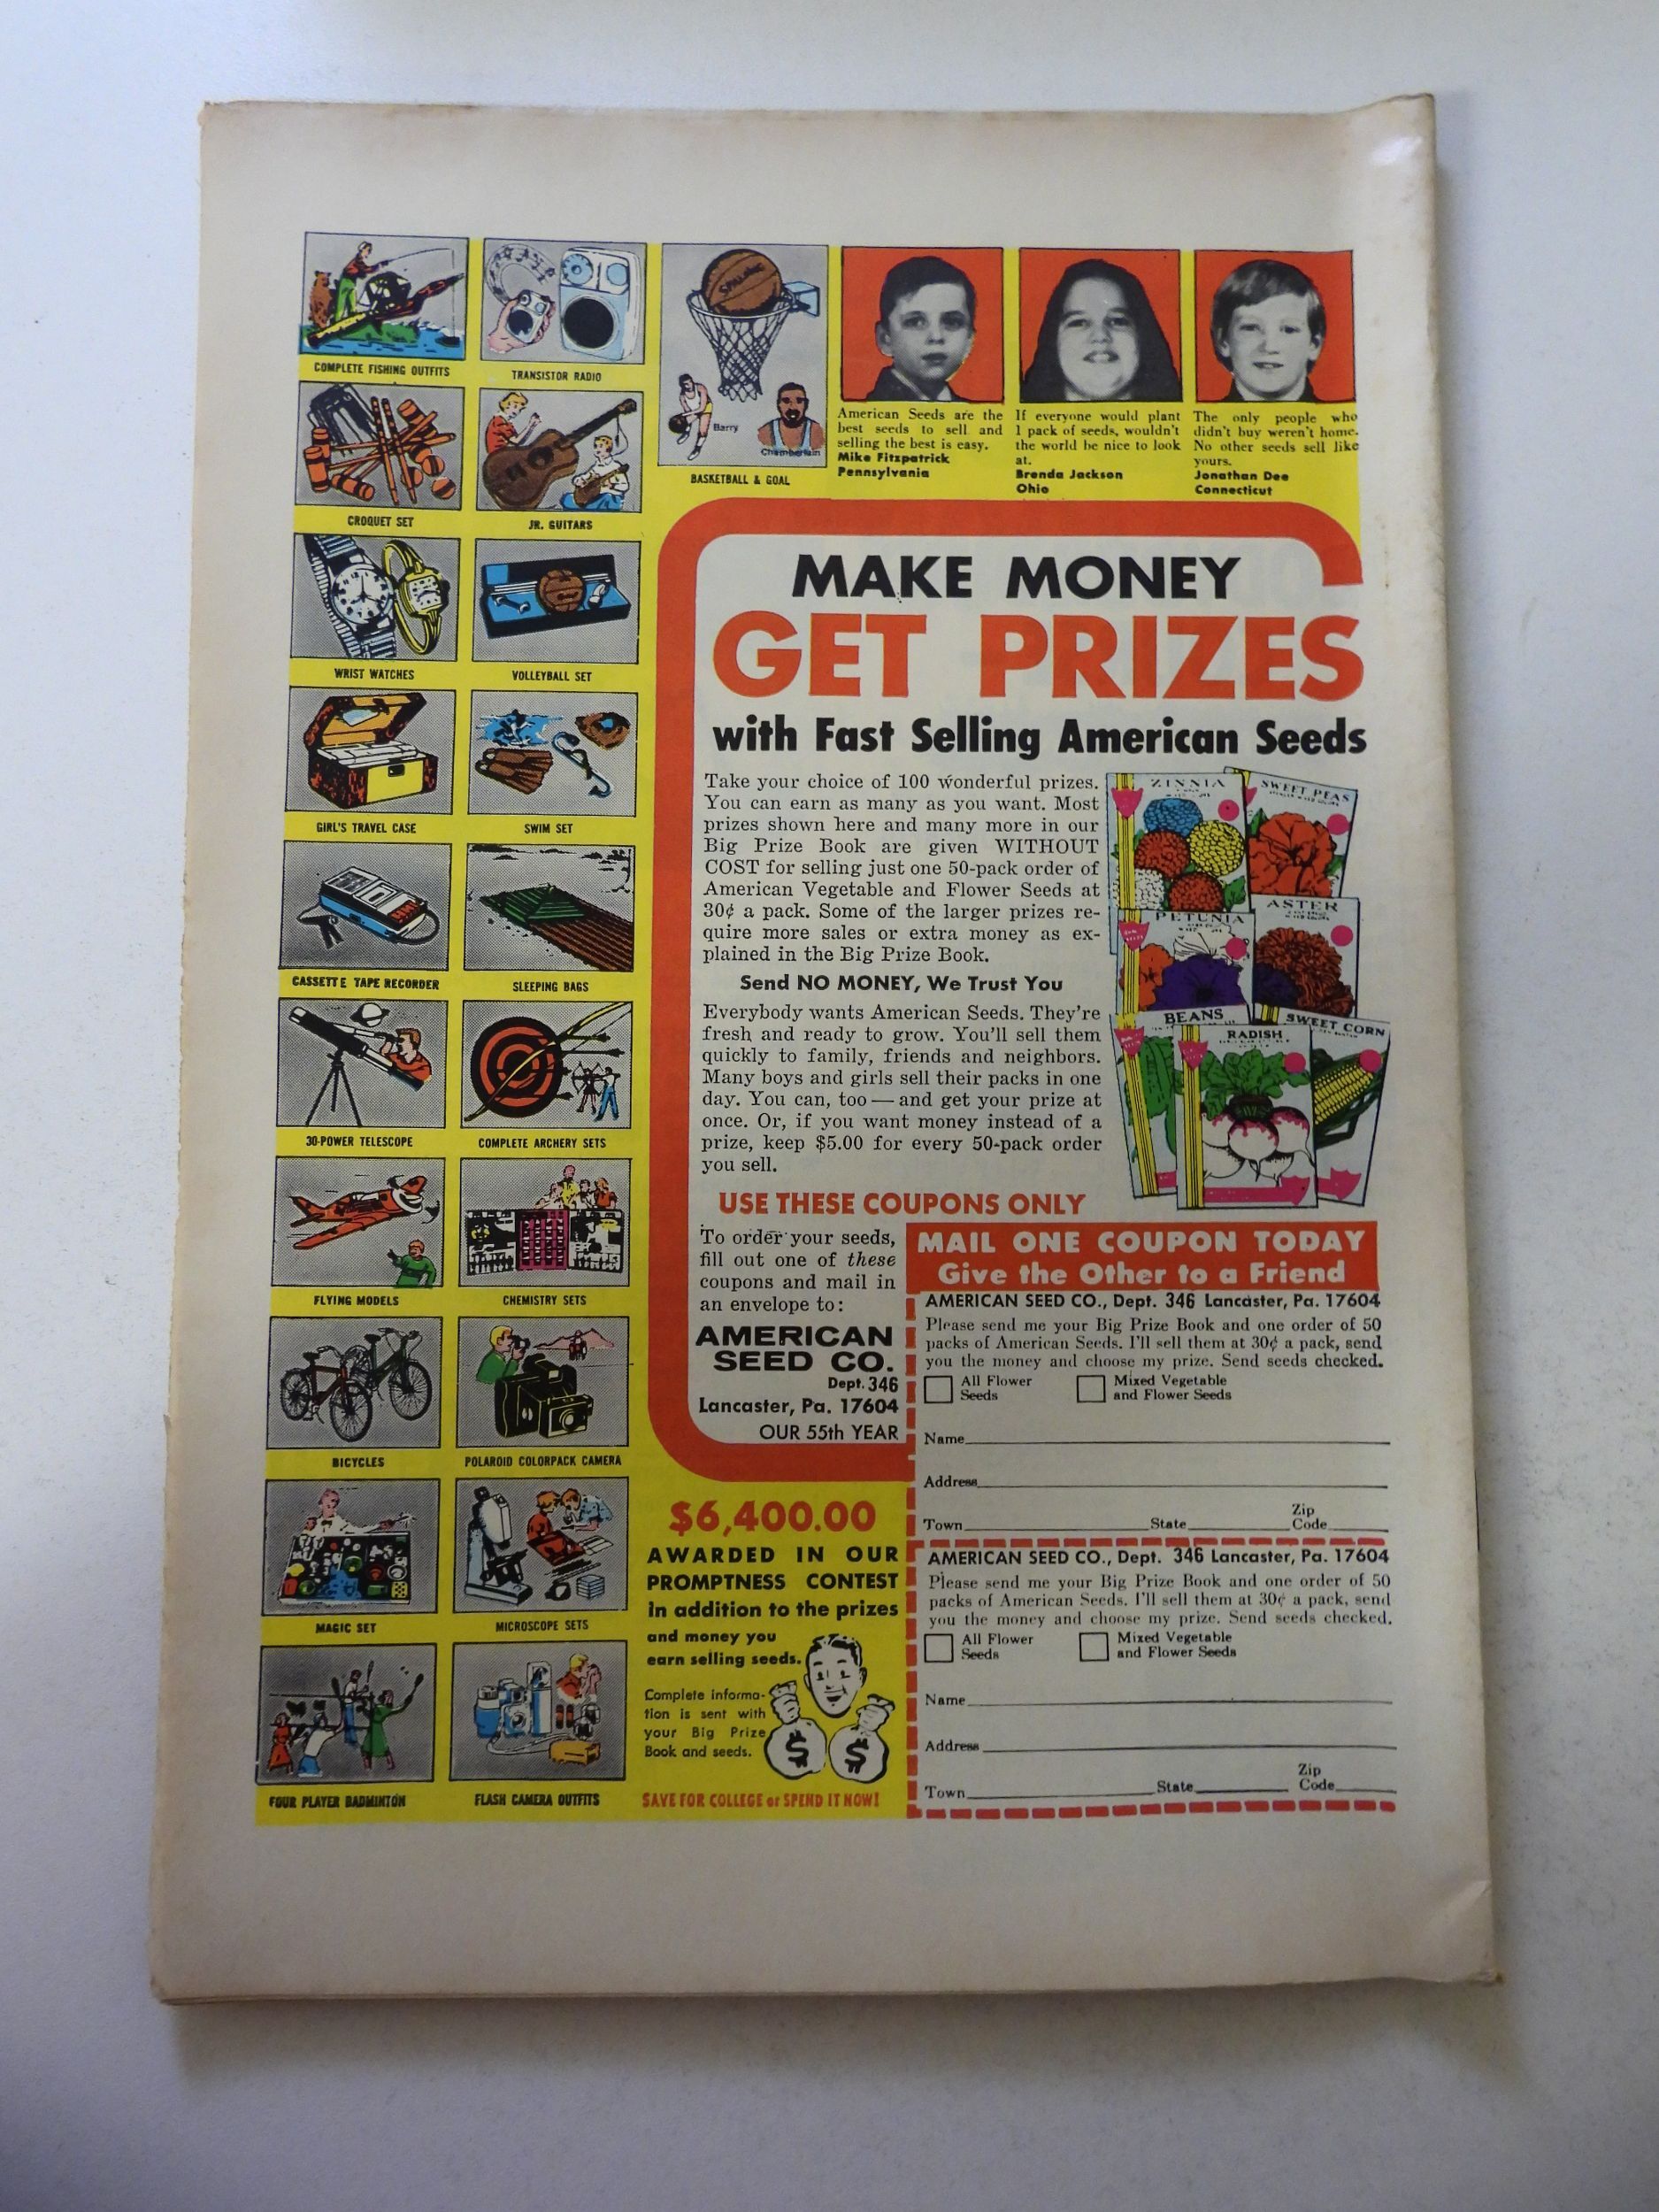 COMPLETE FISHING OUTFITS
TRANSISTOR RADIO
SPALDING
Barry
Chamberlain
BASKETBALL & GOAL
American Seeds are the
best seeds to sell and
selling the best is easy.
Mike Fitzpatrick
Pennsylvania
If everyone would plant
1 pack of seeds, wouldn't
the world be nice to look
at.
Brenda Jackson
Ohio
The only people who
didn't buy weren't home.
No other seeds sell like
yours.
Jonathan Dee
Connecticut
CROQUET SET
JR. GUITARS
WRIST WATCHES
VOLLEYBALL SET
GIRL'S TRAVEL CASE
SWIM SET
CASSETTE TAPE RECORDER
SLEEPING BAGS
30-POWER TELESCOPE
COMPLETE ARCHERY SETS
FLYING MODELS
CHEMISTRY SETS
BICYCLES
POLAROID COLORPACK CAMERA
MAGIC SET
MICROSCOPE SETS
FOUR PLAYER BADMINTON
FLASH CAMERA OUTFITS
MAKE MONEY
GET PRIZES
with Fast Selling American Seeds
Take your choice of 100 wonderful prizes.
You can earn as many as you want. Most
prizes shown here and many more in our
Big Prize Book are given WITHOUT
COST for selling just one 50-pack order of
American Vegetable and Flower Seeds at
30¢ a pack. Some of the larger prizes re-
quire more sales or extra money as ex-
plained in the Big Prize Book.
Send NO MONEY, We Trust You
Everybody wants American Seeds. They're
fresh and ready to grow. You'll sell them
quickly to family, friends and neighbors.
Many boys and girls sell their packs in one
day. You can, too — and get your prize at
once. Or, if you want money instead of a
prize, keep $5.00 for every 50-pack order
you sell.
ZINNIA
SWEET PEAS
PETUNIA
ASTER
BEANS
RADISH
SWEET CORN
USE THESE COUPONS ONLY
To order your seeds,
fill out one of these
coupons and mail in
an envelope to:
AMERICAN
SEED CO.
Dept. 346
Lancaster, Pa. 17604
OUR 55th YEAR
$6,400.00
AWARDED IN OUR
PROMPTNESS CONTEST
in addition to the prizes
and money you
earn selling seeds.
Complete informa-
tion is sent with
your Big Prize
Book and seeds.
$ $
SAVE FOR COLLEGE or SPEND IT NOW!
MAIL ONE COUPON TODAY
Give the Other to a Friend
AMERICAN SEED CO., Dept. 346 Lancaster, Pa. 17604
Please send me your Big Prize Book and one order of 50
packs of American Seeds. I'll sell them at 30¢ a pack, send
you the money and choose my prize. Send seeds checked.
All Flower
Seeds
Mixed Vegetable
and Flower Seeds
Name
Address
Town State Zip
Code
AMERICAN SEED CO., Dept. 346 Lancaster, Pa. 17604
Please send me your Big Prize Book and one order of 50
packs of American Seeds. I'll sell them at 30¢ a pack, send
you the money and choose my prize. Send seeds checked.
All Flower
Seeds
Mixed Vegetable
and Flower Seeds
Name
Address
Town State Zip
Code